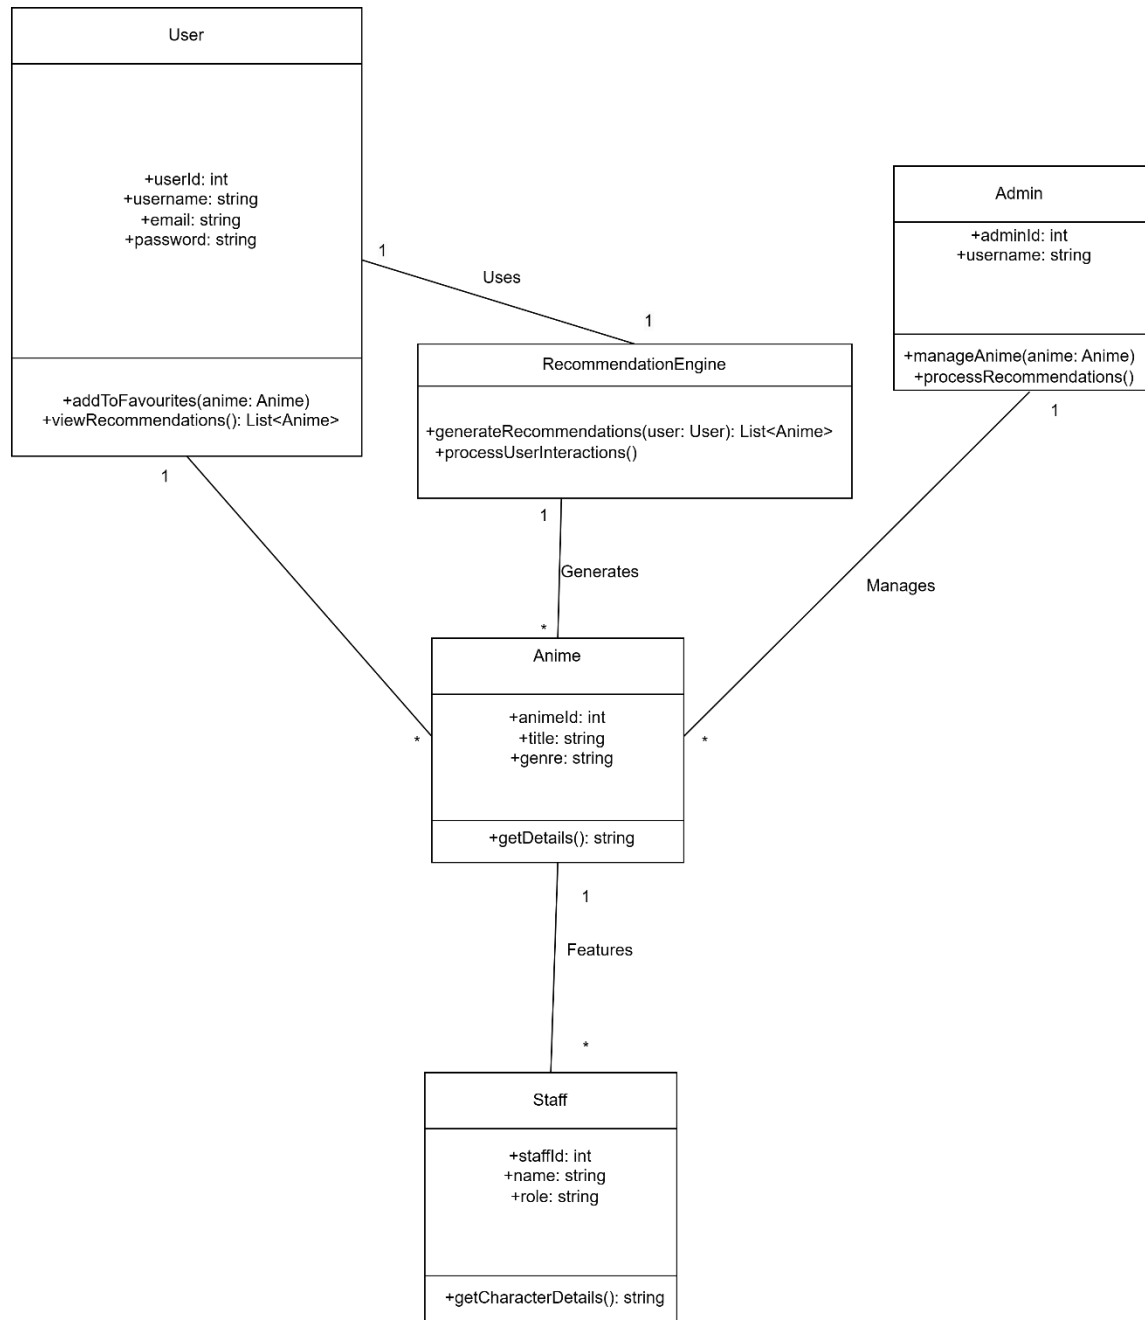 User
+userId: int
+username: string
+email: string
+password: string
+addToFavourites(anime: Anime)
+viewRecommendations(): List<Anime>
1
Uses
1
Admin
+adminId: int
+username: string
+manageAnime(anime: Anime)
+processRecommendations()
RecommendationEngine
+generateRecommendations(user: User): List<Anime>
+processUserInteractions()
1
1
1
Generates
Manages
*
*
*
Anime
+animeId: int
+title: string
+genre: string
+getDetails(): string
1
Features
*
Staff
+staffId: int
+name: string
+role: string
+getCharacterDetails(): string